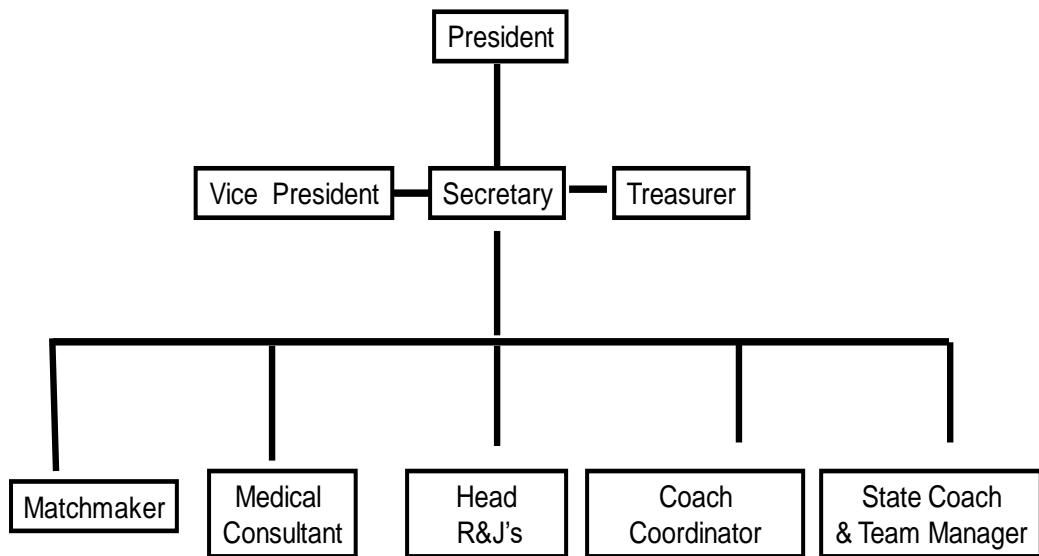 President
Vice President
Secretary
Treasurer
Matchmaker
Medical
Consultant
Head
R&J's
Coach
Coordinator
State Coach
& Team Manager